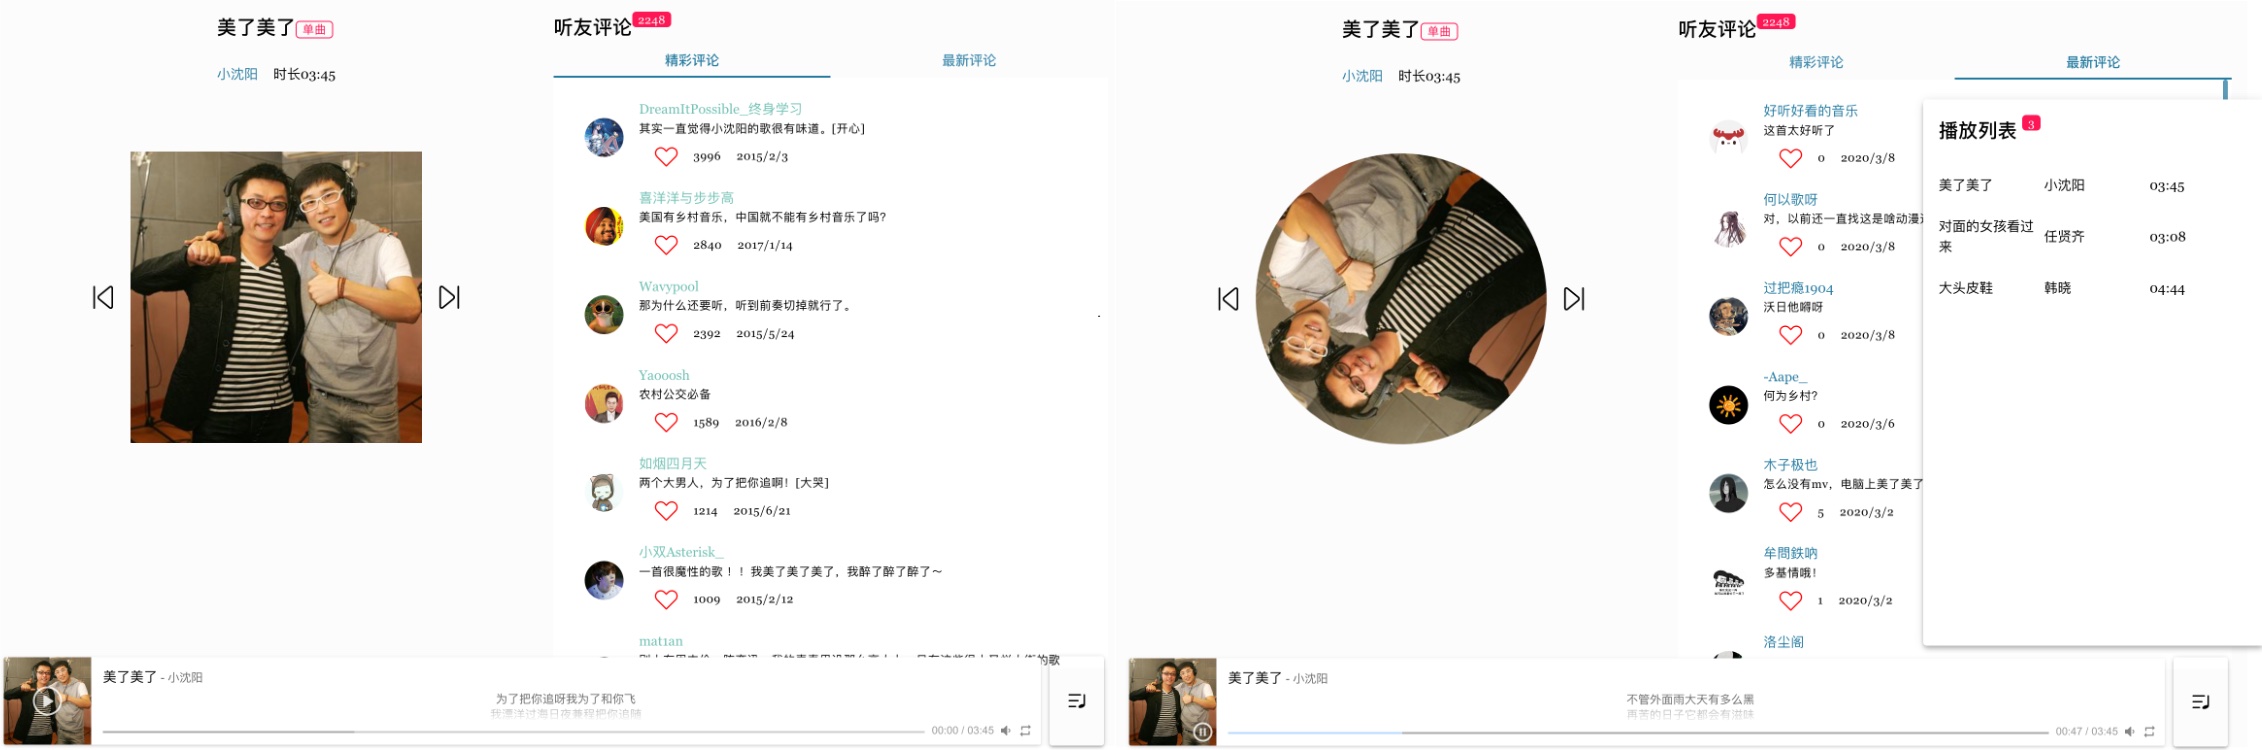 美了美了 单曲
小沈阳 时长03:45
听友评论 2248
精彩评论 最新评论
DreamItPossible_终身学习
其实一直觉得小沈阳的歌很有味道。[开心]
3996 2015/2/3
喜洋洋与步步高
美国有乡村音乐，中国就不能有乡村音乐了吗？
2840 2017/1/14
Wavypool
那为什么还要听，听到前奏切掉就行了。
2392 2015/5/24
Yaooosh
农村公交必备
1589 2016/2/8
如烟四月天
两个大男人，为了把你追啊！[大哭]
1214 2015/6/21
小双Asterisk_
一首很魔性的歌！！我美了美了美了，我醉了醉了醉了～
1009 2015/2/12
mat1an
的歌
美了美了 - 小沈阳
为了把你追呀我为了和你飞
我漂洋过海日夜兼程把你追随
00:00 / 03:45
美了美了 单曲
小沈阳 时长03:45
听友评论 2248
精彩评论 最新评论
好听好看的音乐
这首太好听了
0 2020/3/8
何以歌呀
对，以前还一直找这是啥动漫
0 2020/3/8
过把瘾1904
沃日他嘚呀
0 2020/3/8
-Aape_
何为乡村？
0 2020/3/6
木子极也
怎么没有mv，电脑上美了美了
5 2020/3/2
牟問鉄呐
多基情哦！
1 2020/3/2
洛尘阁
播放列表 3
美了美了 小沈阳 03:45
对面的女孩看过
来 任贤齐 03:08
大头皮鞋 韩晓 04:44
美了美了 - 小沈阳
不管外面雨大天有多么黑
再苦的日子它都会有滋味
00:47 / 03:45